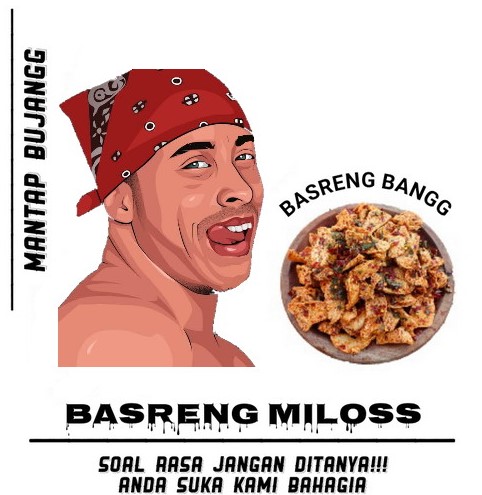 MANTAP BUJANGG
BASRENG BANGG
BASRENG MILOSS
SOAL RASA JANGAN DITANYA!!!
ANDA SUKA KAMI BAHAGIA